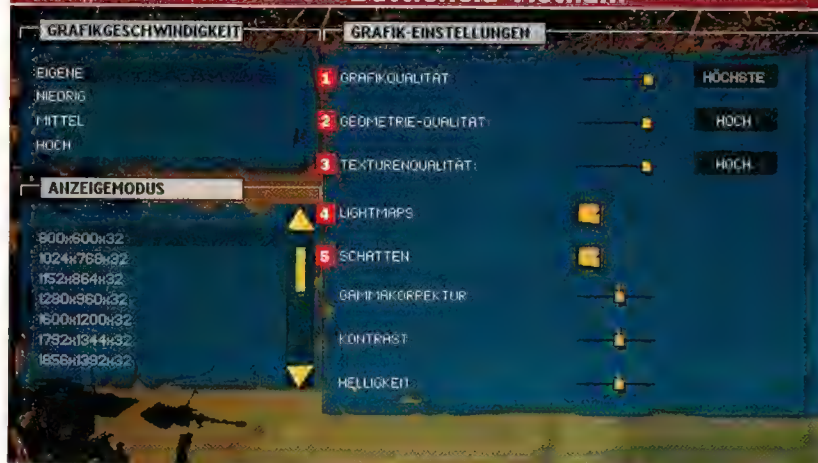 GRAFIKGESCHWINDIGKEIT
EIGENE
NIEDRIG
MITTEL
HOCH
ANZEIGEMODUS
800x600x32
1024x768x32
1152x864x32
1280x960x32
1600x1200x32
1792x1344x32
1856x1392x32
GRAFIK-EINSTELLUNGEN
1 GRAFIKQUALITÄT HÖCHSTE
2 GEOMETRIE-QUALITÄT: HOCH
3 TEXTURENQUALITÄT: HOCH
4 LIGHTMAPS
5 SCHATTEN
GAMMAKORREKTUR
KONTRAST
HELLIGKEIT